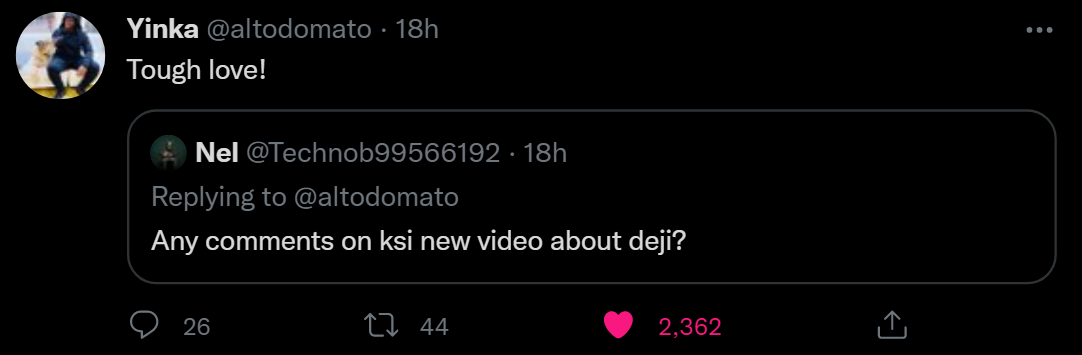 Yinka @altodomato · 18h
Tough love!
Nel @Technob99566192 · 18h
Replying to @altodomato
Any comments on ksi new video about deji?
26 44 2,362